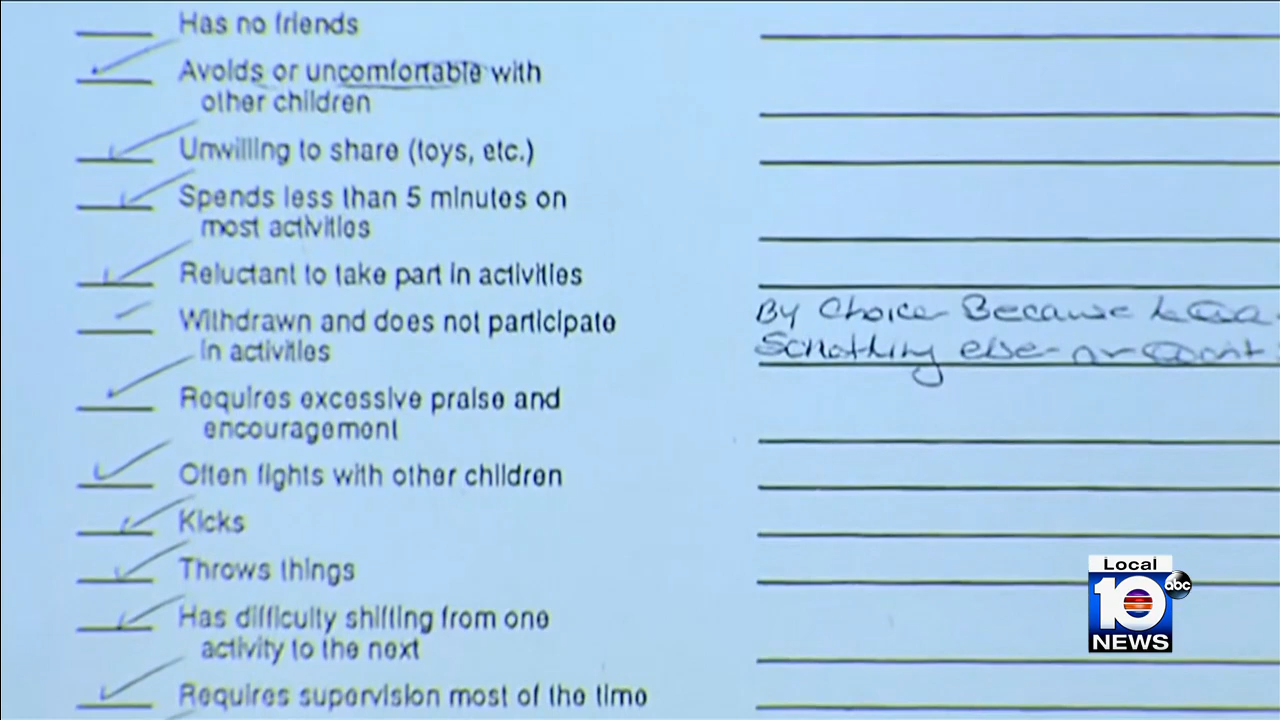 Has no friends
Avoids or uncomfortable with
other children
Unwilling to share (toys, etc.)
Spends less than 5 minutes on
most activities
Reluctant to take part in activities
Withdrawn and does not participate
in activities
By Choice Because
Something else or
Requires excessive praise and
encouragement
Often fights with other children
Kicks
Throws things
Has difficulty shifting from one
activity to the next
Requires supervision most of the time
Local
10
abc
NEWS